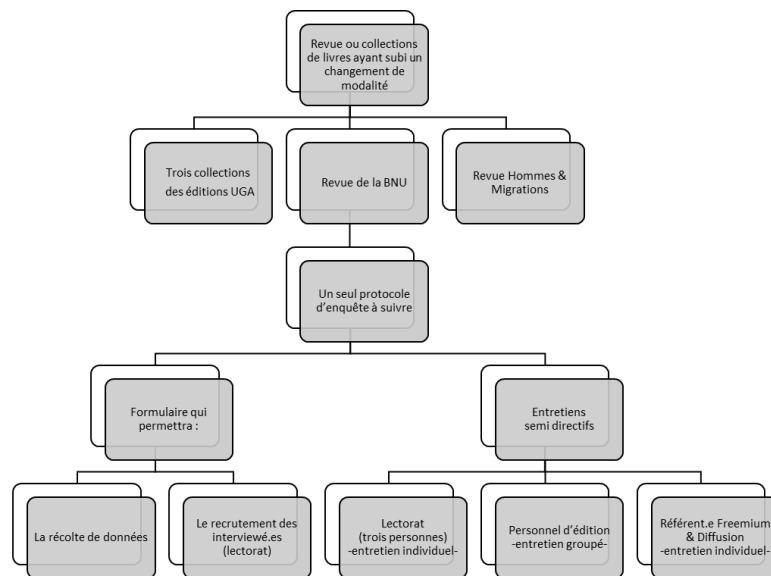 Revue ou collections
de livres ayant subi un
changement de
modalité
Trois collections
des éditions UGA
Revue de la BNU
Revue Hommes &
Migrations
Un seul protocole
d'enquête à suivre
Formulaire qui
permettra :
Entretiens
semi directifs
La récolte de données
Le recrutement des
interviewé.es
(lectorat)
Lectorat
(trois personnes)
-entretien individuel-
Personnel d'édition
-entretien groupé-
Référent.e Freemium
& Diffusion
-entretien individuel-